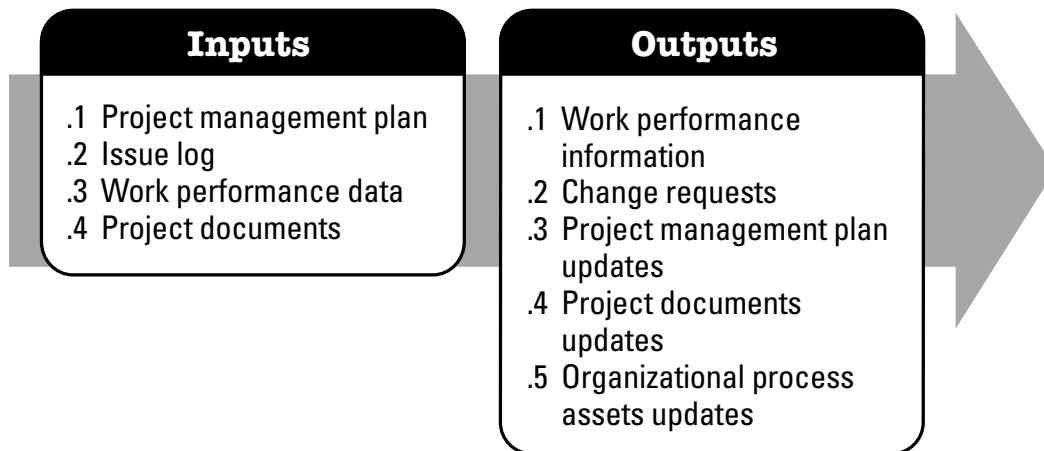 Inputs
.1 Project management plan
.2 Issue log
.3 Work performance data
.4 Project documents
Outputs
.1 Work performance
information
.2 Change requests
.3 Project management plan
updates
.4 Project documents
updates
.5 Organizational process
assets updates